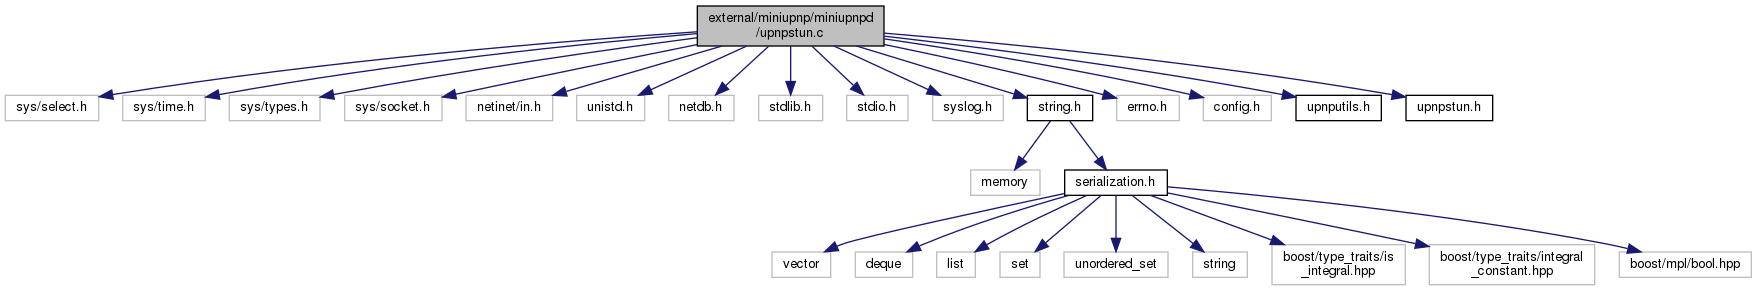 external/miniupnp/miniupnpd
/upnpstun.c
sys/select.h
sys/time.h
sys/types.h
sys/socket.h
netinet/in.h
unistd.h
netdb.h
stdlib.h
stdio.h
syslog.h
string.h
errno.h
config.h
upnputils.h
upnpstun.h
memory
serialization.h
vector
deque
list
set
unordered_set
string
boost/type_traits/is
_integral.hpp
boost/type_traits/integral
_constant.hpp
boost/mpl/bool.hpp